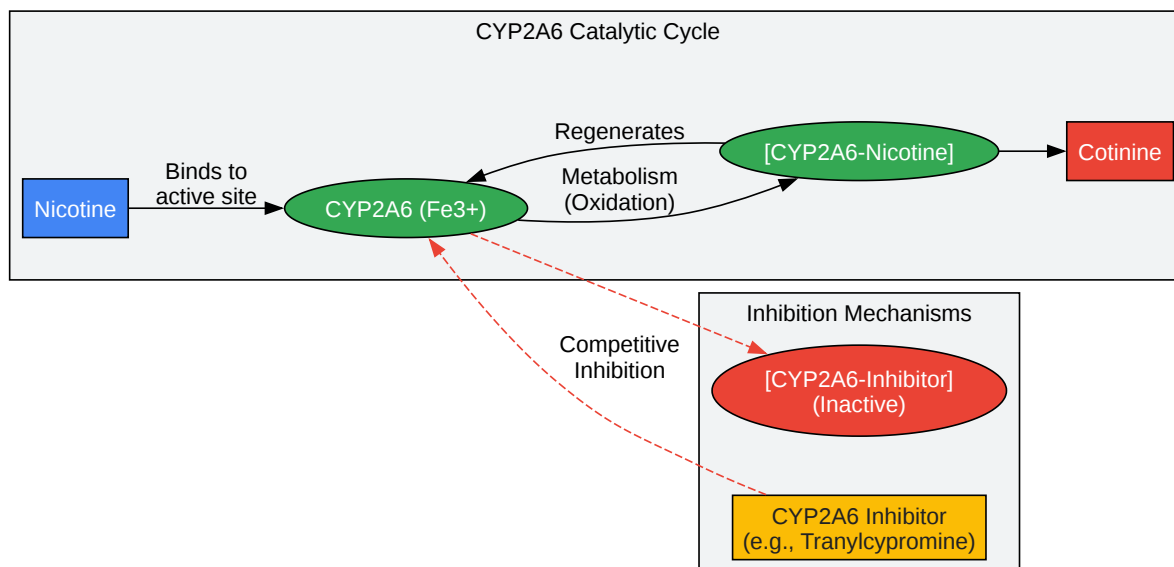 CYP2A6 Catalytic Cycle
Nicotine
Binds to
active site
CYP2A6 (Fe3+)
Regenerates
Metabolism
(Oxidation)
[CYP2A6-Nicotine]
Cotinine
Competitive
Inhibition
Inhibition Mechanisms
[CYP2A6-Inhibitor]
(Inactive)
CYP2A6 Inhibitor
(e.g., Tranylcypromine)